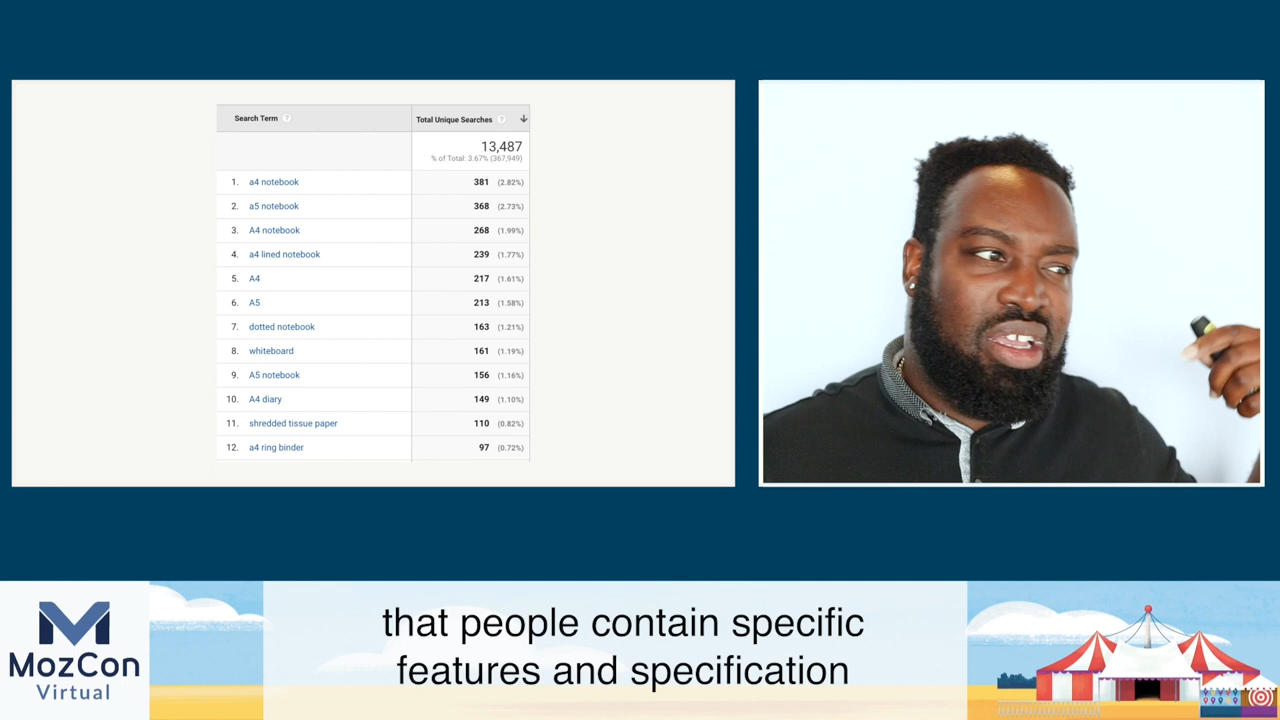 Search Term
Total Unique Searches
13,487
% of Total: 3.67% (367,949)
1. a4 notebook 381 (2.82%)
2. a5 notebook 368 (2.73%)
3. A4 notebook 268 (1.99%)
4. a4 lined notebook 239 (1.77%)
5. A4 217 (1.61%)
6. A5 213 (1.58%)
7. dotted notebook 163 (1.21%)
8. whiteboard 161 (1.19%)
9. A5 notebook 156 (1.16%)
10. A4 diary 149 (1.10%)
11. shredded tissue paper 110 (0.82%)
12. a4 ring binder 97 (0.72%)
that people contain specific
features and specification
M
MozCon
Virtual